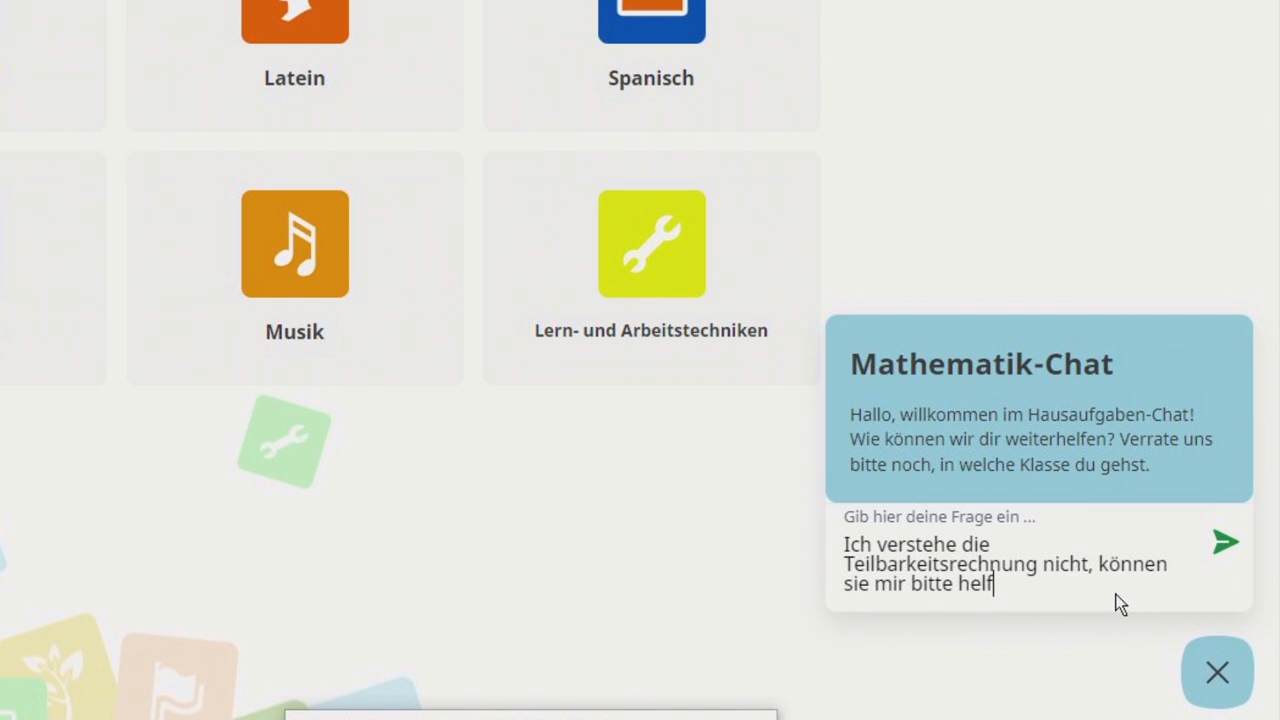 Latein
Spanisch
Musik
Lern- und Arbeitstechniken
Mathematik-Chat
Hallo, willkommen im Hausaufgaben-Chat!
Wie können wir dir weiterhelfen? Verrate uns
bitte noch, in welche Klasse du gehst.
Gib hier deine Frage ein ...
Ich verstehe die
Teilbarkeitsrechnung nicht, können
sie mir bitte helf